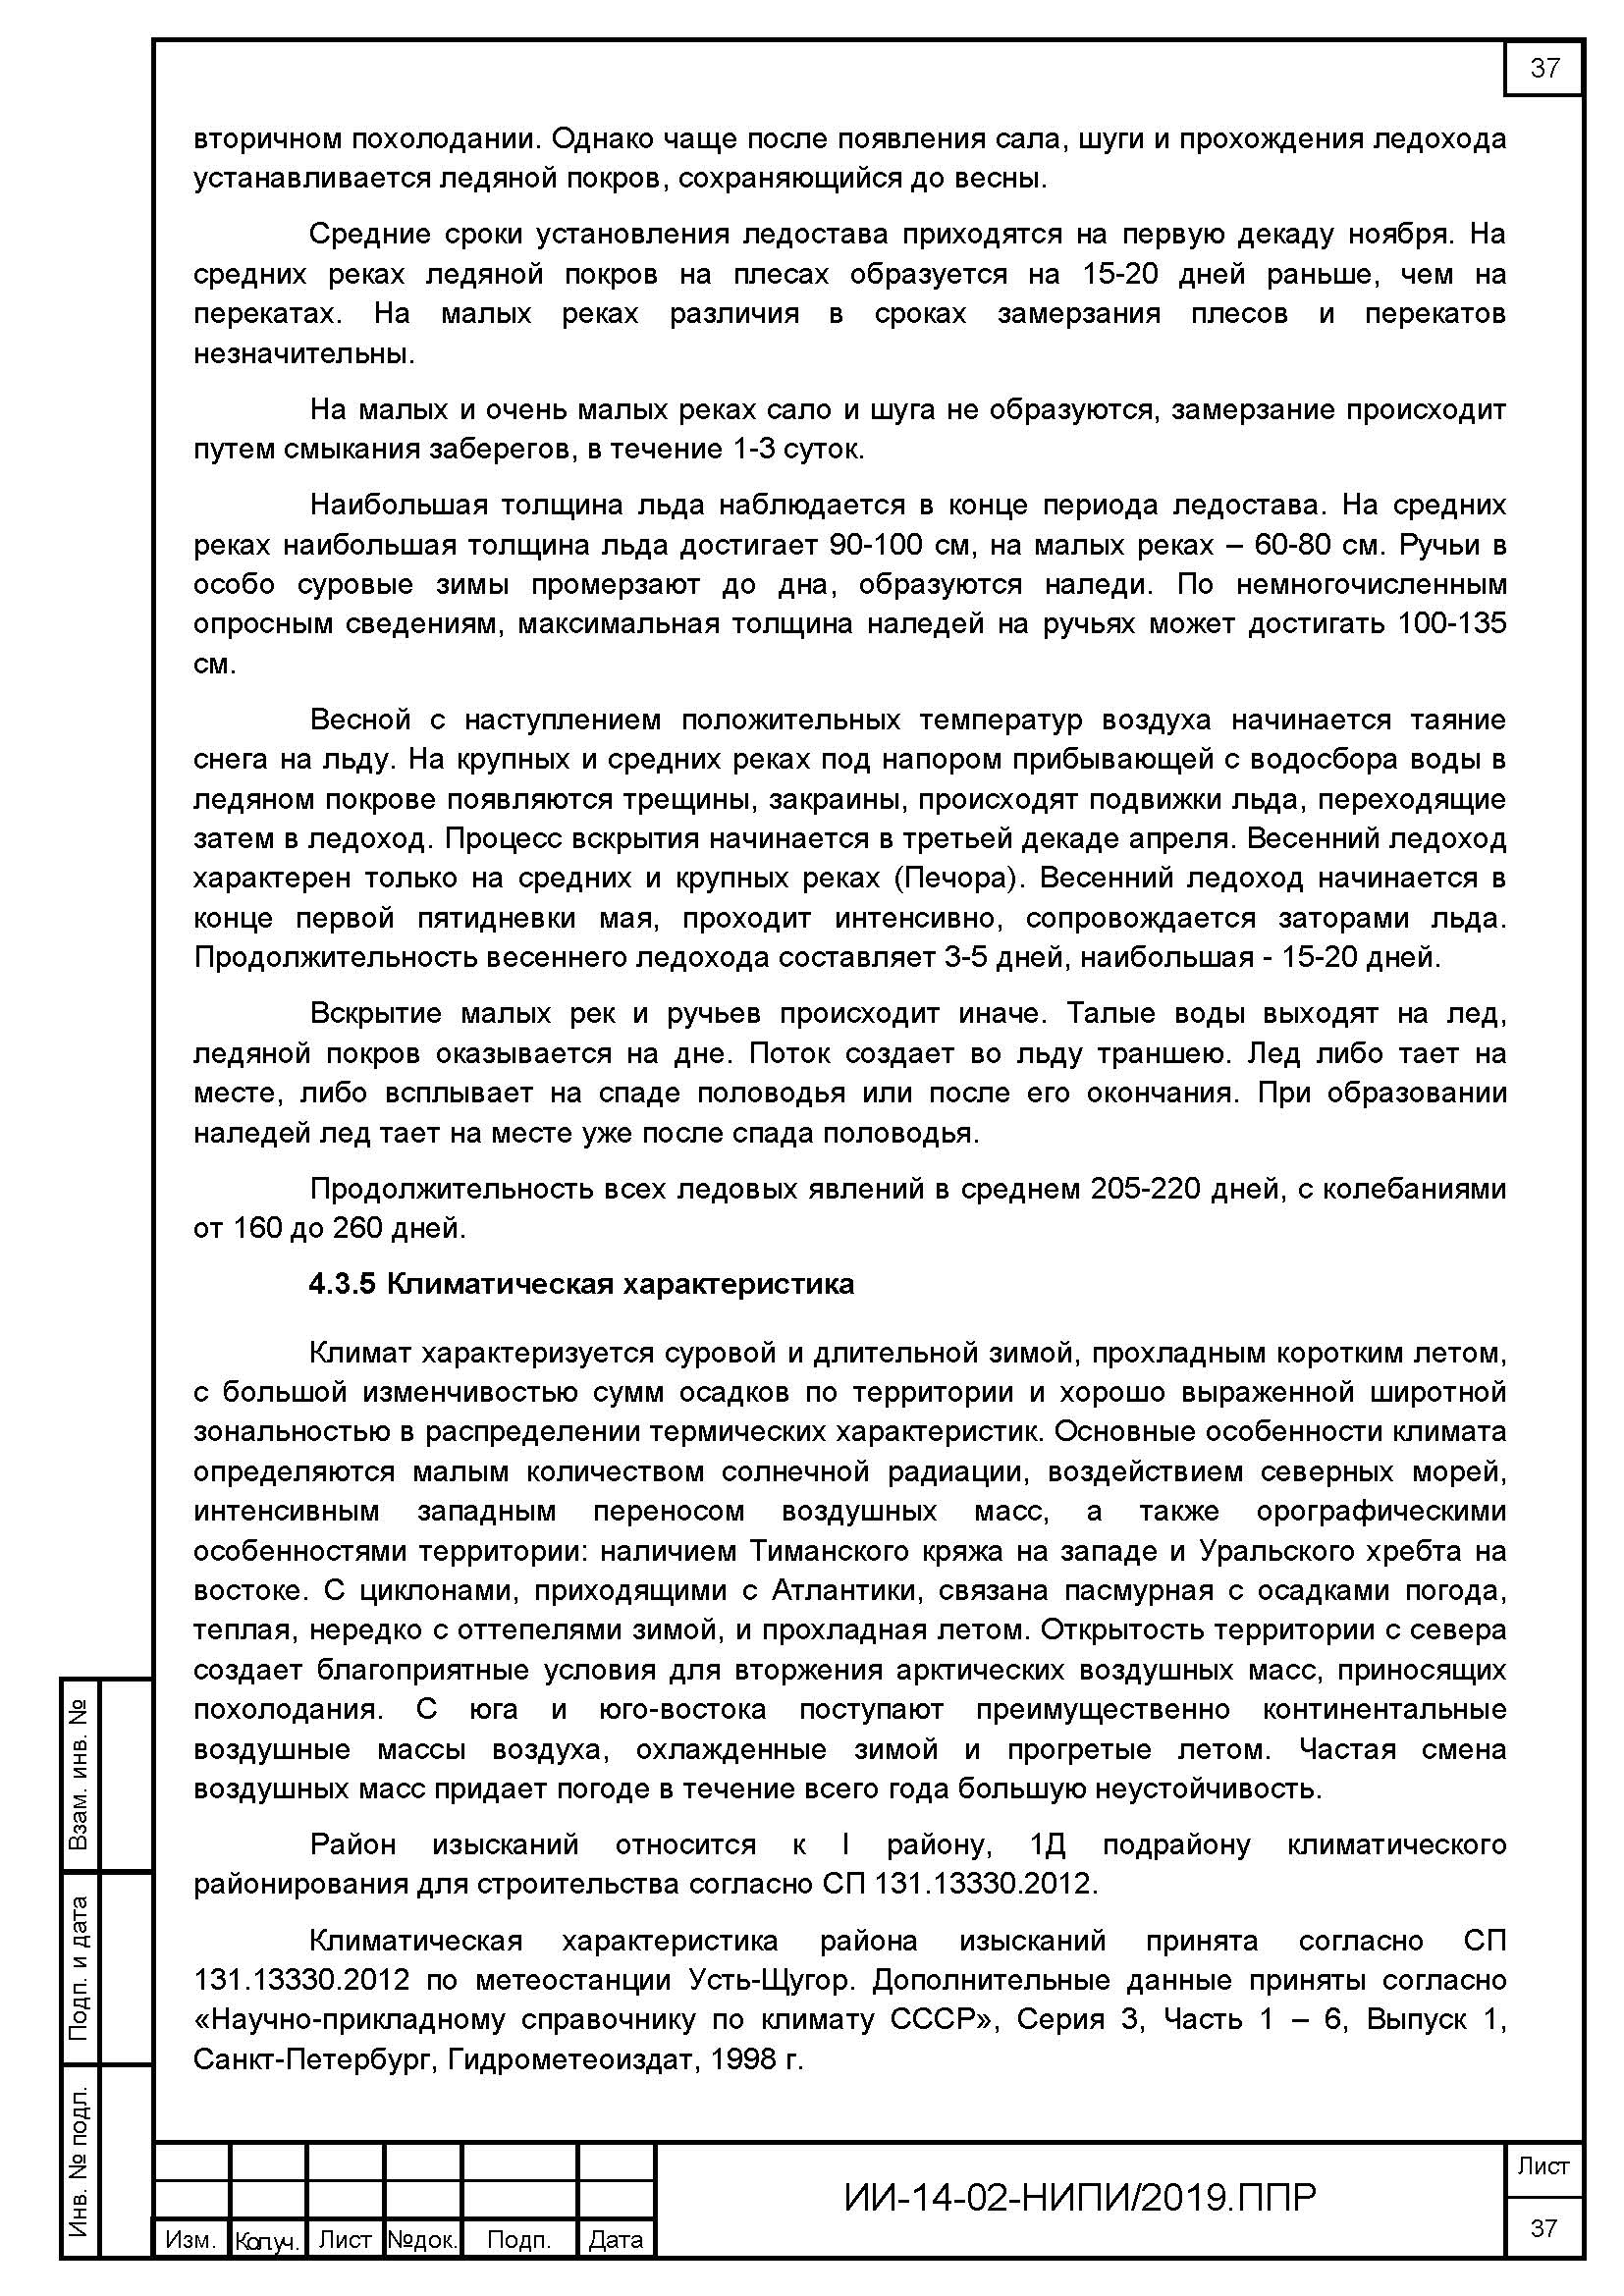 37
вторичном похолодании. Однако чаще после появления сала, шуги и прохождения ледохода
устанавливается ледяной покров, сохраняющийся до весны.
Средние сроки установления ледостава приходятся на первую декаду ноября. На
средних реках ледяной покров на плесах образуется на 15-20 дней раньше, чем на
перекатах. На малых реках различия в сроках замерзания плесов и перекатов
незначительны.
На малых и очень малых реках сало и шуга не образуются, замерзание происходит
путем смыкания заберегов, в течение 1-3 суток.
Наибольшая толщина льда наблюдается в конце периода ледостава. На средних
реках наибольшая толщина льда достигает 90-100 см, на малых реках – 60-80 см. Ручьи в
особо суровые зимы промерзают до дна, образуются наледи. По немногочисленным
опросным сведениям, максимальная толщина наледей на ручьях может достигать 100-135
см.
Весной с наступлением положительных температур воздуха начинается таяние
снега на льду. На крупных и средних реках под напором прибывающей с водосбора воды в
ледяном покрове появляются трещины, закраины, происходят подвижки льда, переходящие
затем в ледоход. Процесс вскрытия начинается в третьей декаде апреля. Весенний ледоход
характерен только на средних и крупных реках (Печора). Весенний ледоход начинается в
конце первой пятидневки мая, проходит интенсивно, сопровождается заторами льда.
Продолжительность весеннего ледохода составляет 3-5 дней, наибольшая - 15-20 дней.
Вскрытие малых рек и ручьев происходит иначе. Талые воды выходят на лед,
ледяной покров оказывается на дне. Поток создает во льду траншею. Лед либо тает на
месте, либо всплывает на спаде половодья или после его окончания. При образовании
наледей лед тает на месте уже после спада половодья.
Продолжительность всех ледовых явлений в среднем 205-220 дней, с колебаниями
от 160 до 260 дней.
4.3.5 Климатическая характеристика
Климат характеризуется суровой и длительной зимой, прохладным коротким летом,
с большой изменчивостью сумм осадков по территории и хорошо выраженной широтной
зональностью в распределении термических характеристик. Основные особенности климата
определяются малым количеством солнечной радиации, воздействием северных морей,
интенсивным западным переносом воздушных масс, а также орографическими
особенностями территории: наличием Тиманского кряжа на западе и Уральского хребта на
востоке. С циклонами, приходящими с Атлантики, связана пасмурная с осадками погода,
теплая, нередко с оттепелями зимой, и прохладная летом. Открытость территории с севера
создает благоприятные условия для вторжения арктических воздушных масс, приносящих
похолодания. С юга и юго-востока поступают преимущественно континентальные
воздушные массы воздуха, охлажденные зимой и прогретые летом. Частая смена
воздушных масс придает погоде в течение всего года большую неустойчивость.
Район изысканий относится к I району, 1Д подрайону климатического
районирования для строительства согласно СП 131.13330.2012.
Климатическая характеристика района изысканий принята согласно СП
131.13330.2012 по метеостанции Усть-Щугор. Дополнительные данные приняты согласно
«Научно-прикладному справочнику по климату СССР», Серия 3, Часть 1 – 6, Выпуск 1,
Санкт-Петербург, Гидрометеоиздат, 1998 г.
Взам. инв. №
Подп. и дата
Инв. № подл.
Изм. Кол.уч. Лист №док. Подп. Дата
ИИ-14-02-НИПИ/2019.ППР
Лист
37